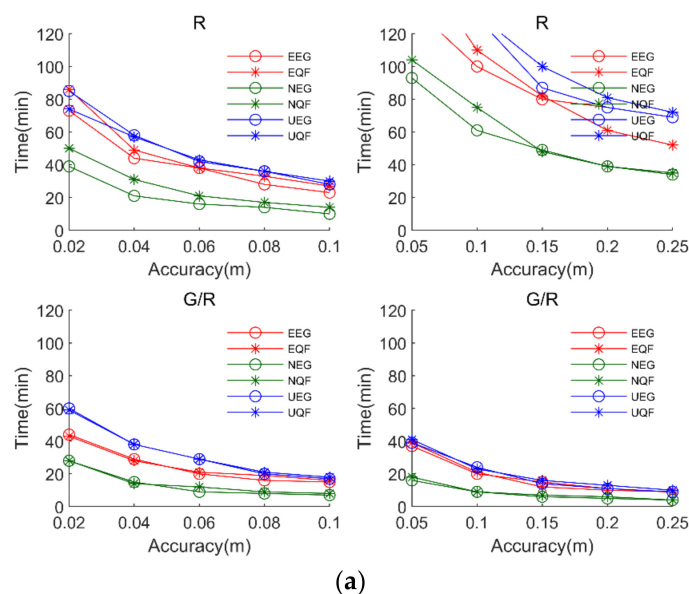 R
Time(min)
120
100
80
60
40
20
0
EEG
EQF
NEG
NQF
UEG
UQF
0.02 0.04 0.06 0.08 0.1
Accuracy(m)
R
Time(min)
120
100
80
60
40
20
0
EEG
EQF
NEG
NQF
UEG
UQF
0.05 0.1 0.15 0.2 0.25
Accuracy(m)
G/R
Time(min)
120
100
80
60
40
20
0
EEG
EQF
NEG
NQF
UEG
UQF
0.02 0.04 0.06 0.08 0.1
Accuracy(m)
G/R
Time(min)
120
100
80
60
40
20
0
EEG
EQF
NEG
NQF
UEG
UQF
0.05 0.1 0.15 0.2 0.25
Accuracy(m)
(a)